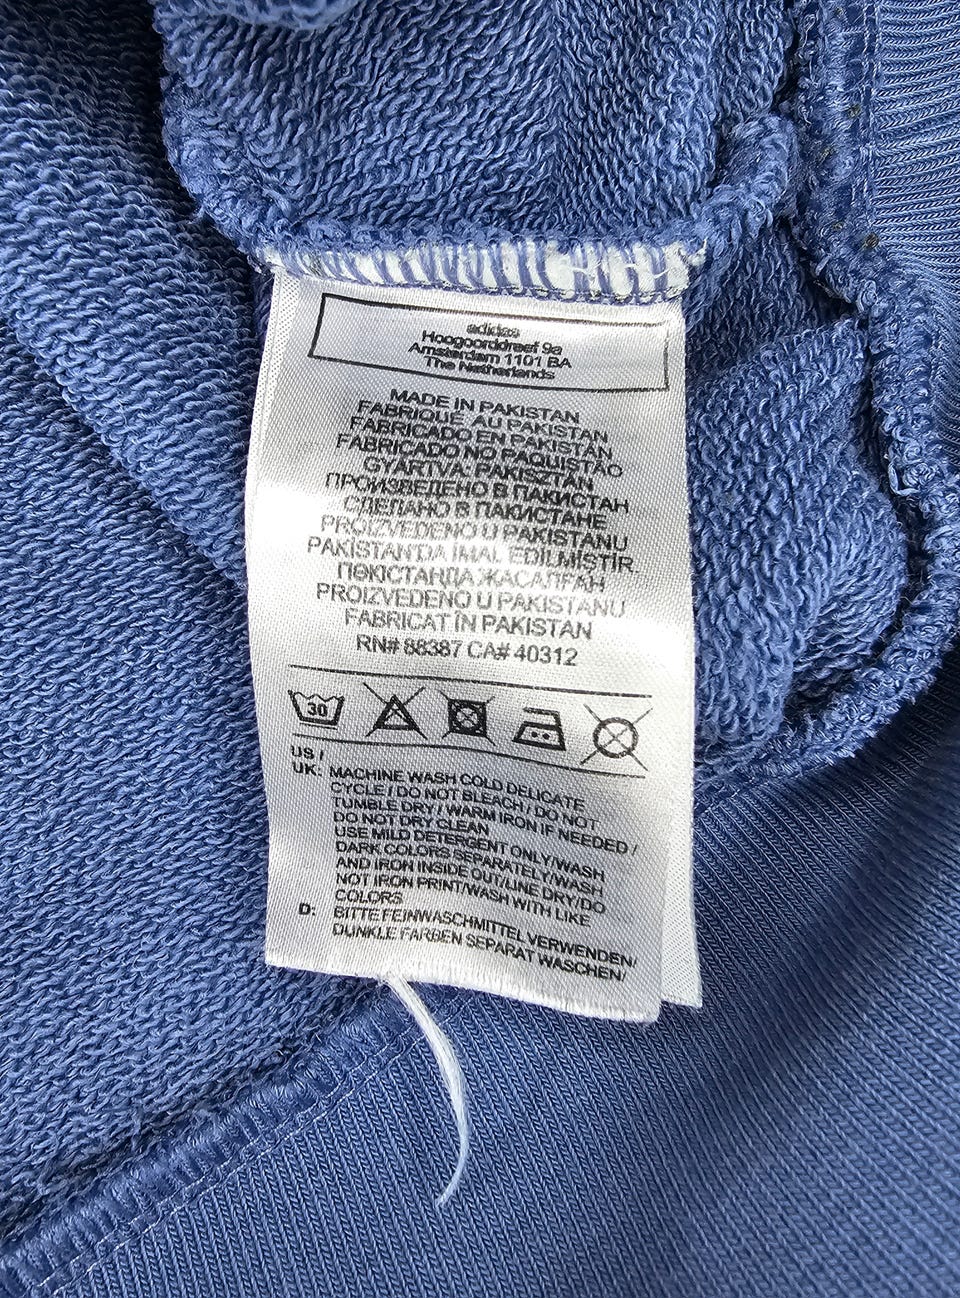 adidas
Hoogoorddreef 9a
Amsterdam 1101 BA
The Netherlands
MADE IN PAKISTAN
FABRIQUÉ AU PAKISTAN
FABRICADO EN PAKISTAN
FABRICADO NO PAQUISTÃO
GYÁRTVA: PAKISZTÁN
ПРОИЗВЕДЕНО В ПАКИСТАН
СДЕЛАНО В ПАКИСТАНЕ
PROIZVEDENO U PAKISTANU
PAKİSTAN'DA İMAL EDİLMİŞTİR.
ПӘКІСТАНДА ЖАСАЛҒАН
PROIZVEDENO U PAKISTANU
FABRICAT ÎN PAKISTAN
RN# 88387 CA# 40312
30
US /
UK: MACHINE WASH COLD DELICATE
CYCLE / DO NOT BLEACH / DO NOT
TUMBLE DRY / WARM IRON IF NEEDED /
DO NOT DRY CLEAN
USE MILD DETERGENT ONLY/WASH
DARK COLORS SEPARATELY/WASH
AND IRON INSIDE OUT/LINE DRY/DO
NOT IRON PRINT/WASH WITH LIKE
COLORS
D: BITTE FEINWASCHMITTEL VERWENDEN/
DUNKLE FARBEN SEPARAT WASCHEN/